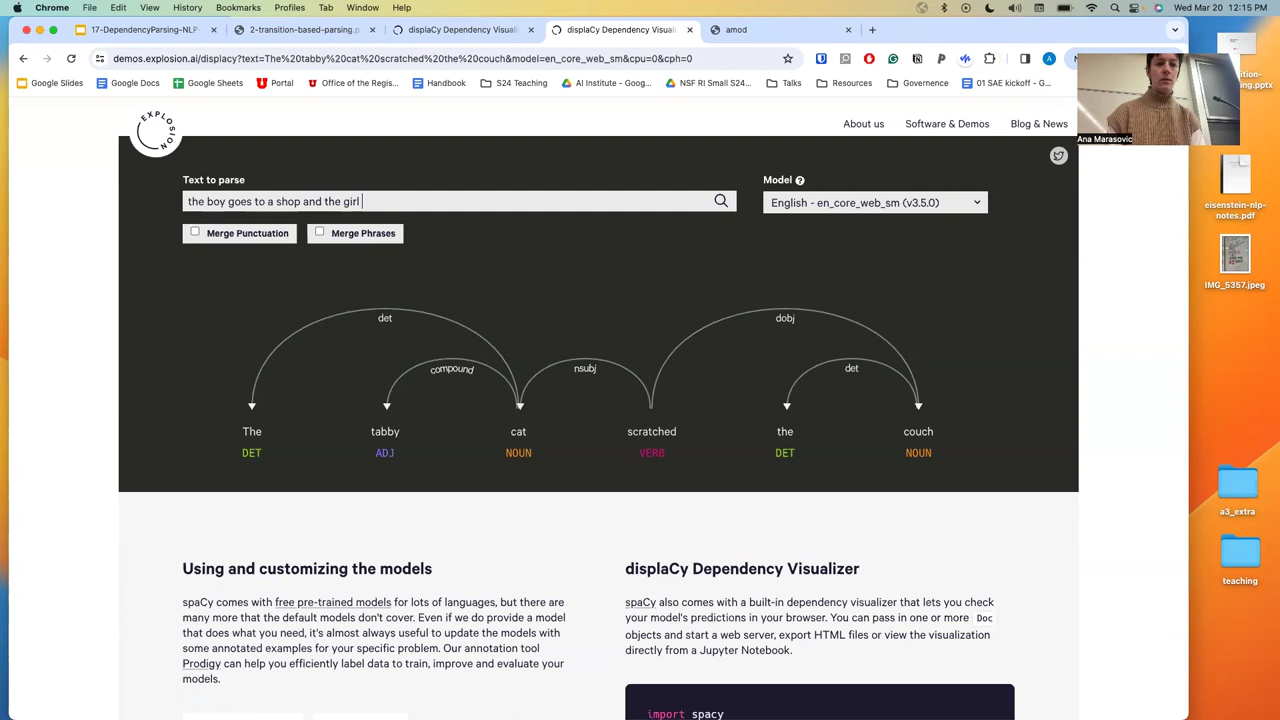 Chrome File Edit View History Bookmarks Profiles Tab Window Help
Wed Mar 20 12:15 PM
17-DependencyParsing-NLP-
2-transition-based-parsing.p
displaCy Dependency Visuali
displaCy Dependency Visuali
amod
demos.explosion.ai/displacy?text=The%20tabby%20cat%20scratched%20the%20couch&model=en_core_web_sm&cpu=0&cph=0
Google Slides Google Docs Google Sheets Portal Office of the Regis... Handbook S24 Teaching AI Institute - Goog... NSF RI Small S24... Talks Resources Governence 01 SAE kickoff - G...
Ana Marasovic
EXPLOSION
About us Software & Demos Blog & News
Text to parse
the boy goes to a shop and the girl
Model ?
English - en_core_web_sm (v3.5.0)
Merge Punctuation Merge Phrases
det
dobj
compound
nsubj
det
The tabby cat scratched the couch
DET ADJ NOUN VERB DET NOUN
Using and customizing the models
spaCy comes with free pre-trained models for lots of languages, but there are
many more that the default models don't cover. Even if we do provide a model
that does what you need, it's almost always useful to update the models with
some annotated examples for your specific problem. Our annotation tool
Prodigy can help you efficiently label data to train, improve and evaluate your
models.
displaCy Dependency Visualizer
spaCy also comes with a built-in dependency visualizer that lets you check
your model's predictions in your browser. You can pass in one or more Doc
objects and start a web server, export HTML files or view the visualization
directly from a Jupyter Notebook.
import spacy
eisenstein-nlp-
notes.pdf
IMG_5357.jpeg
a3_extra
teaching